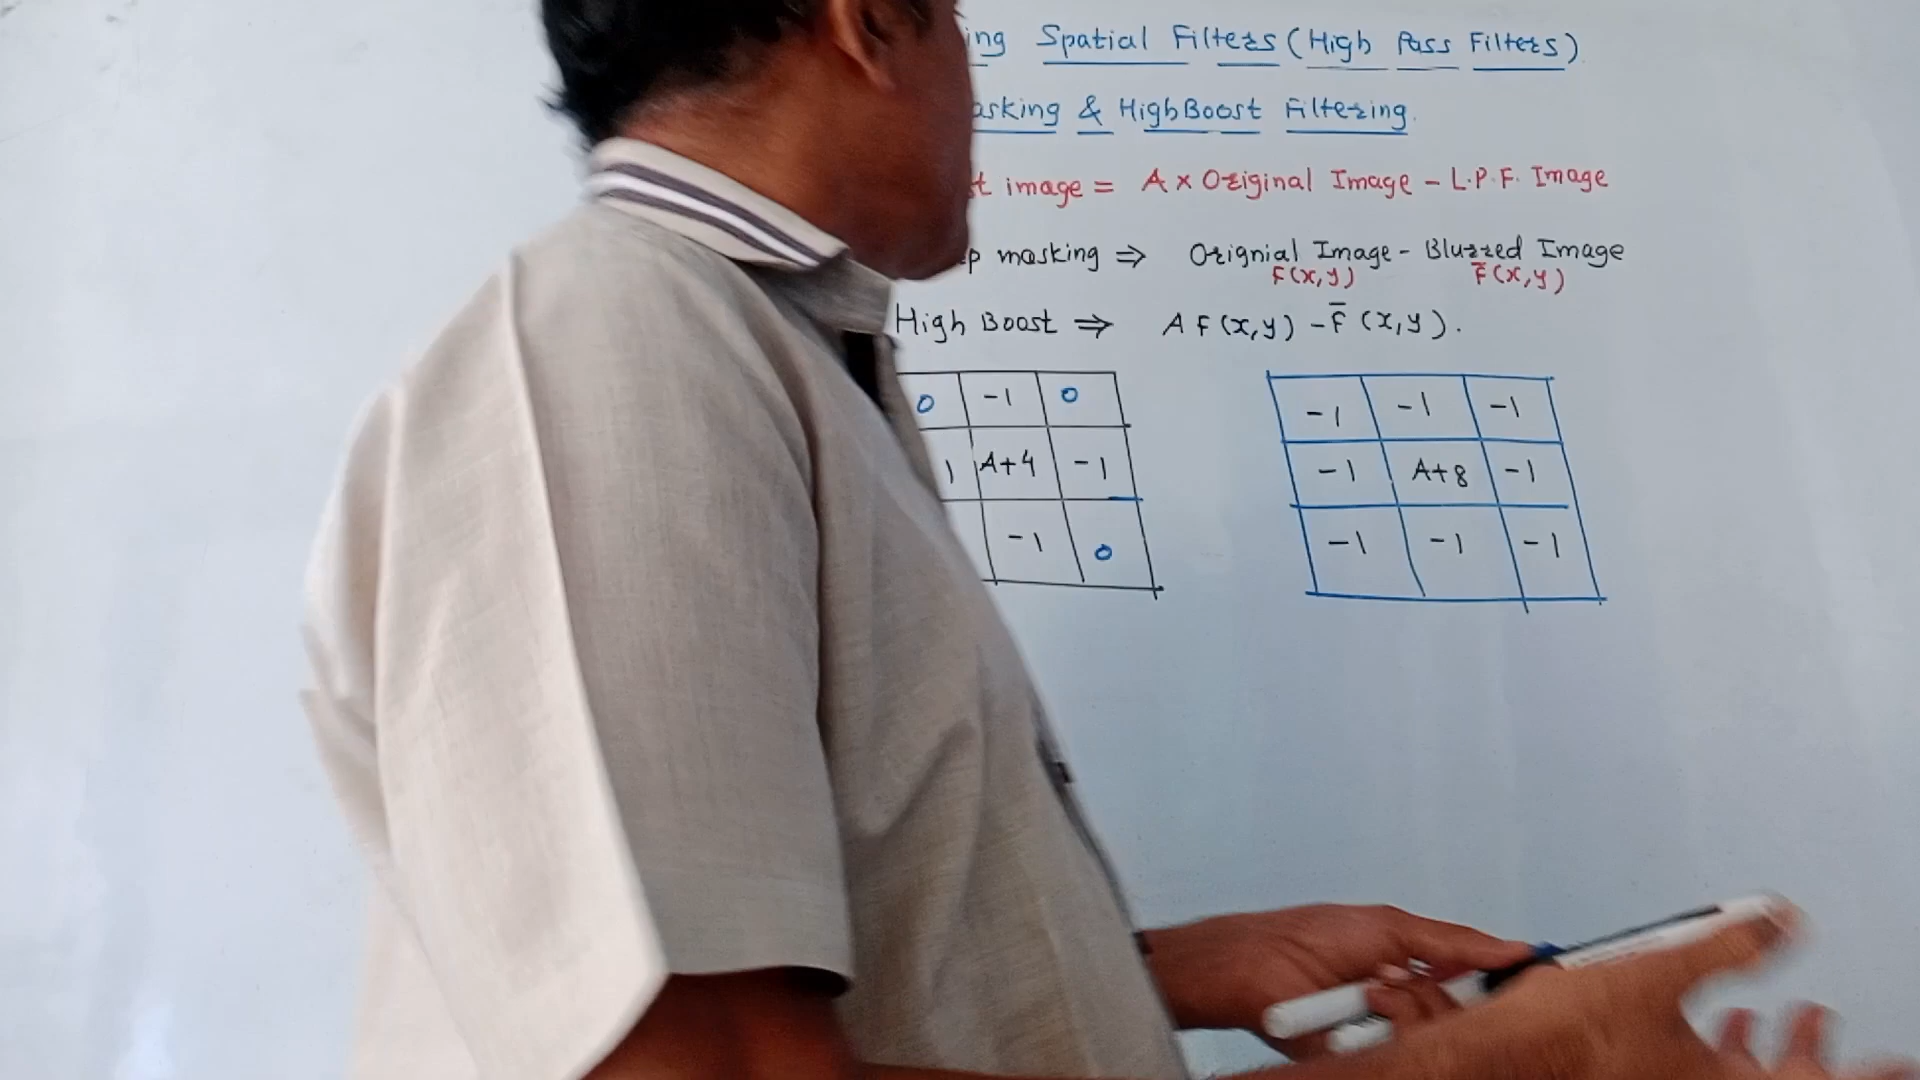 Spatial Filters (High Pass Filters)
& HighBoost Filtering.
image = A x Original Image - L.P.F. Image
masking ⇒ Orignial Image - Blurred Image
F(x,y) F̄(x,y)
High Boost ⇒ A F(x,y) - F̄(x,y).
0 -1 0
1 A+4 -1
-1 0
-1 -1 -1
-1 A+8 -1
-1 -1 -1